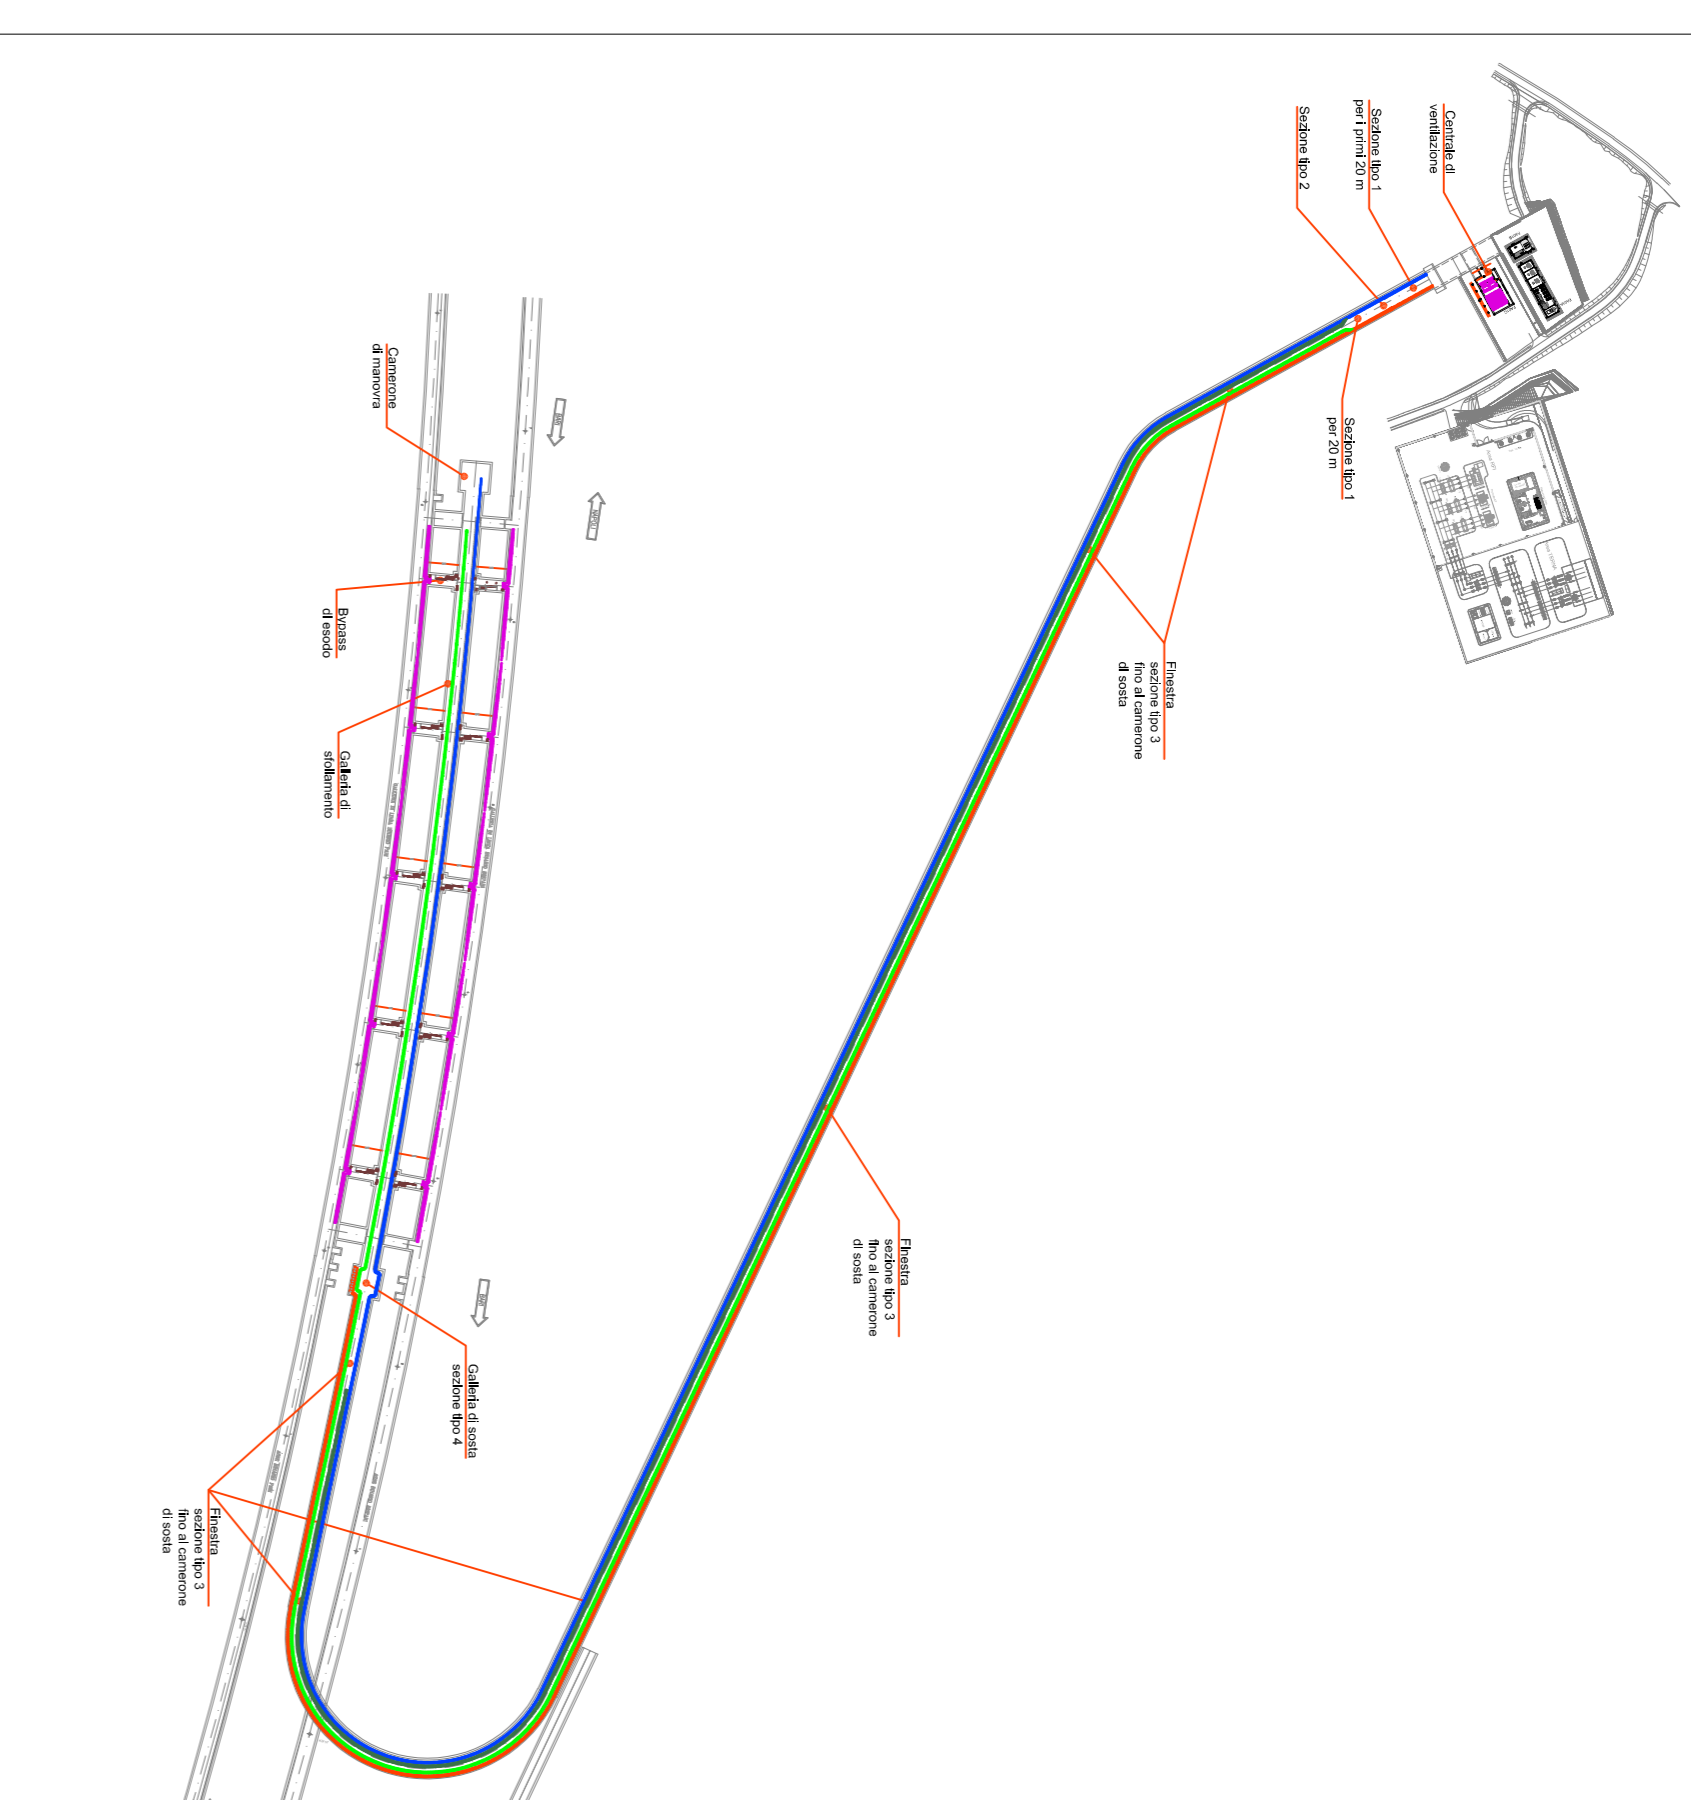 Centrale di
ventilazione
Sezione tipo 1
per i primi 20 m
Sezione tipo 2
Sezione tipo 1
per 20 m
Camerone
di manovra
BARI
NAPOLI
Bypass
di esodo
Finestra
sezione tipo 3
fino al camerone
di sosta
Galleria di
sfollamento
Finestra
sezione tipo 3
fino al camerone
di sosta
BARI
Galleria di sosta
sezione tipo 4
Finestra
sezione tipo 3
fino al camerone
di sosta